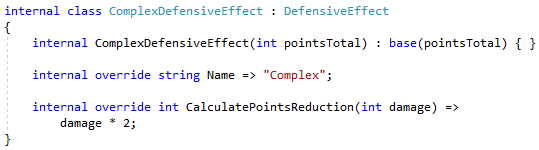 internal class ComplexDefensiveEffect : DefensiveEffect
{
    internal ComplexDefensiveEffect(int pointsTotal) : base(pointsTotal) { }
    internal override string Name => "Complex";
    internal override int CalculatePointsReduction(int damage) =>
        damage * 2;
}